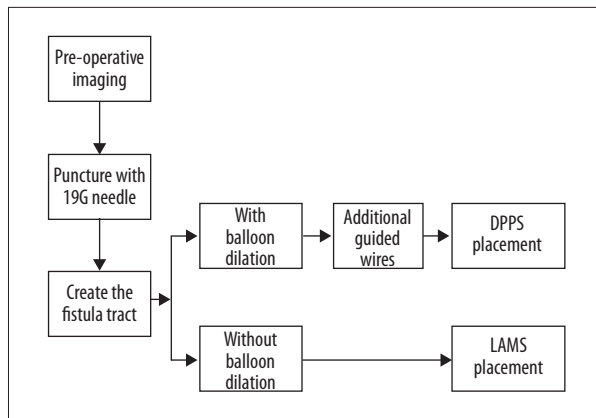 Pre-operative
imaging
Puncture with
19G needle
Create the
fistula tract
With
balloon
dilation
Additional
guided
wires
DPPS
placement
Without
balloon
dilation
LAMS
placement